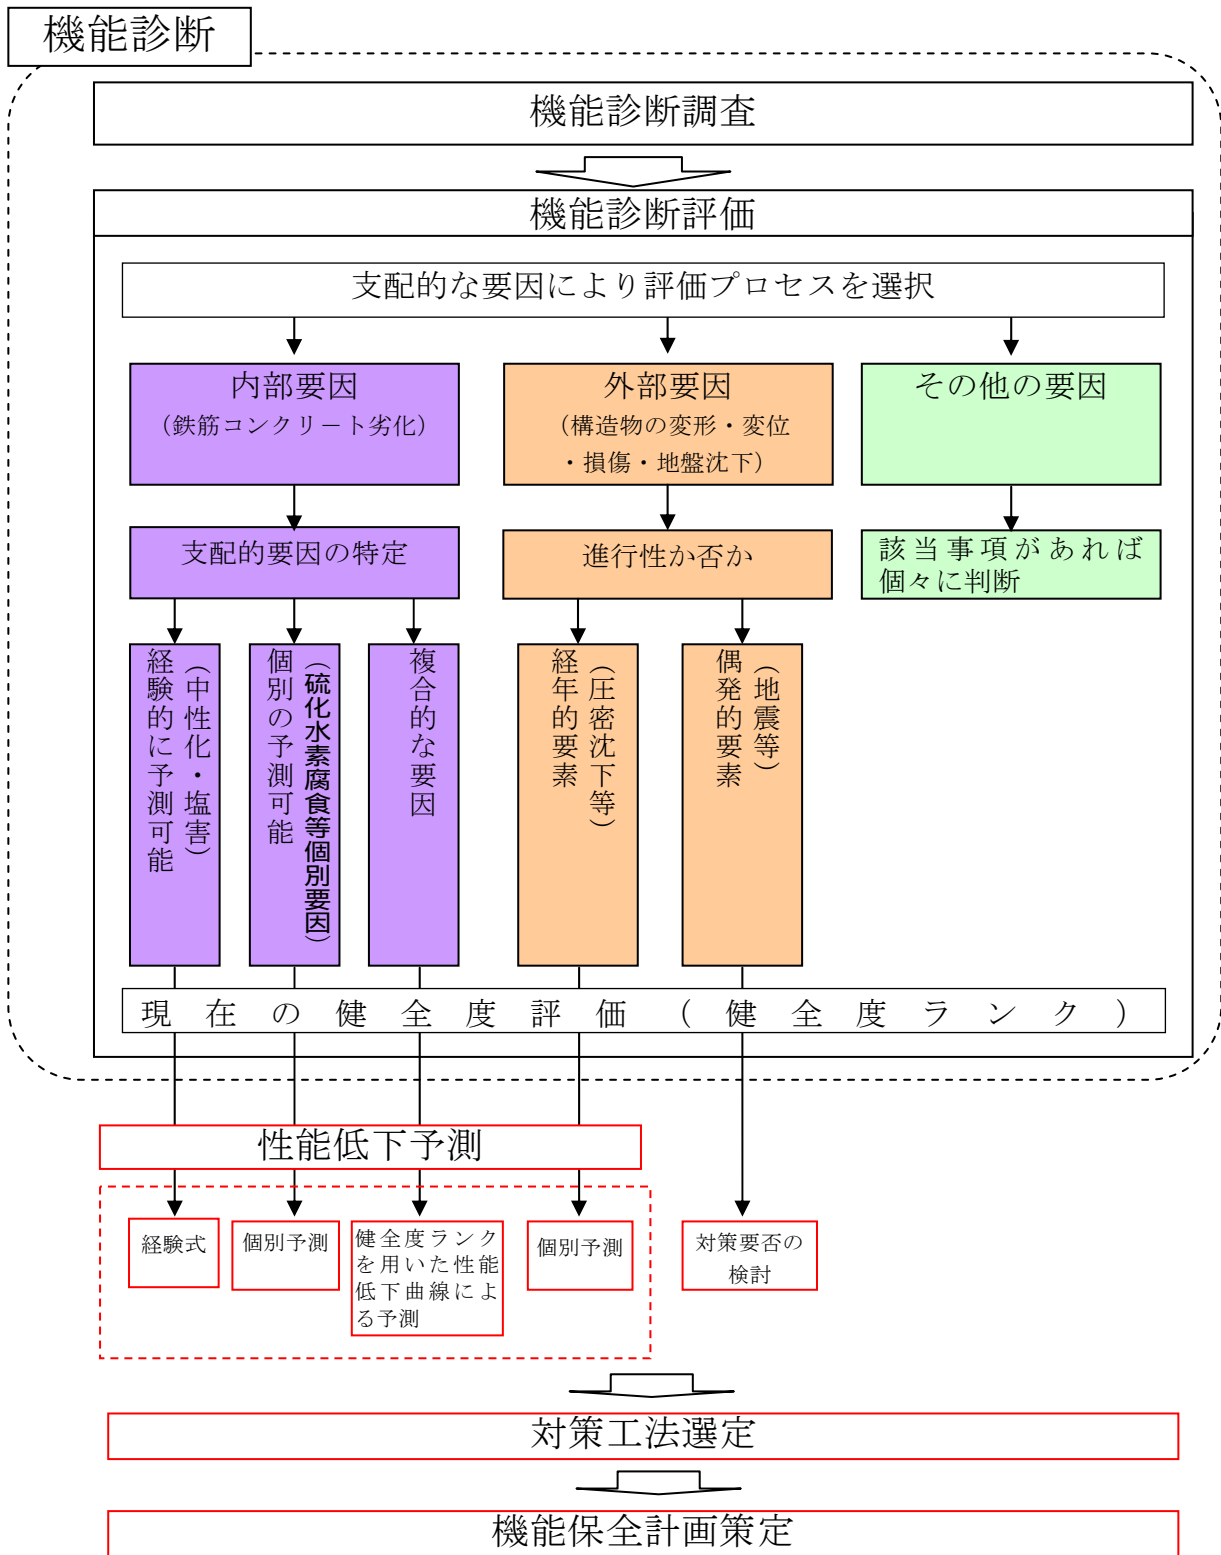 機能診断
機能診断調査
機能診断評価
支配的な要因により評価プロセスを選択
内部要因
（鉄筋コンクリート劣化）
外部要因
（構造物の変形・変位
・損傷・地盤沈下）
その他の要因
支配的要因の特定
進行性か否か
該当事項があれば
個々に判断
経験的に予測可能
（中性化・塩害）
個別の予測可能
（硫化水素腐食等個別要因）
複合的な要因
経年的要素
（圧密沈下等）
偶発的要素
（地震等）
現在の健全度評価（健全度ランク）
性能低下予測
経験式
個別予測
健全度ランク
を用いた性能
低下曲線によ
る予測
個別予測
対策要否の
検討
対策工法選定
機能保全計画策定